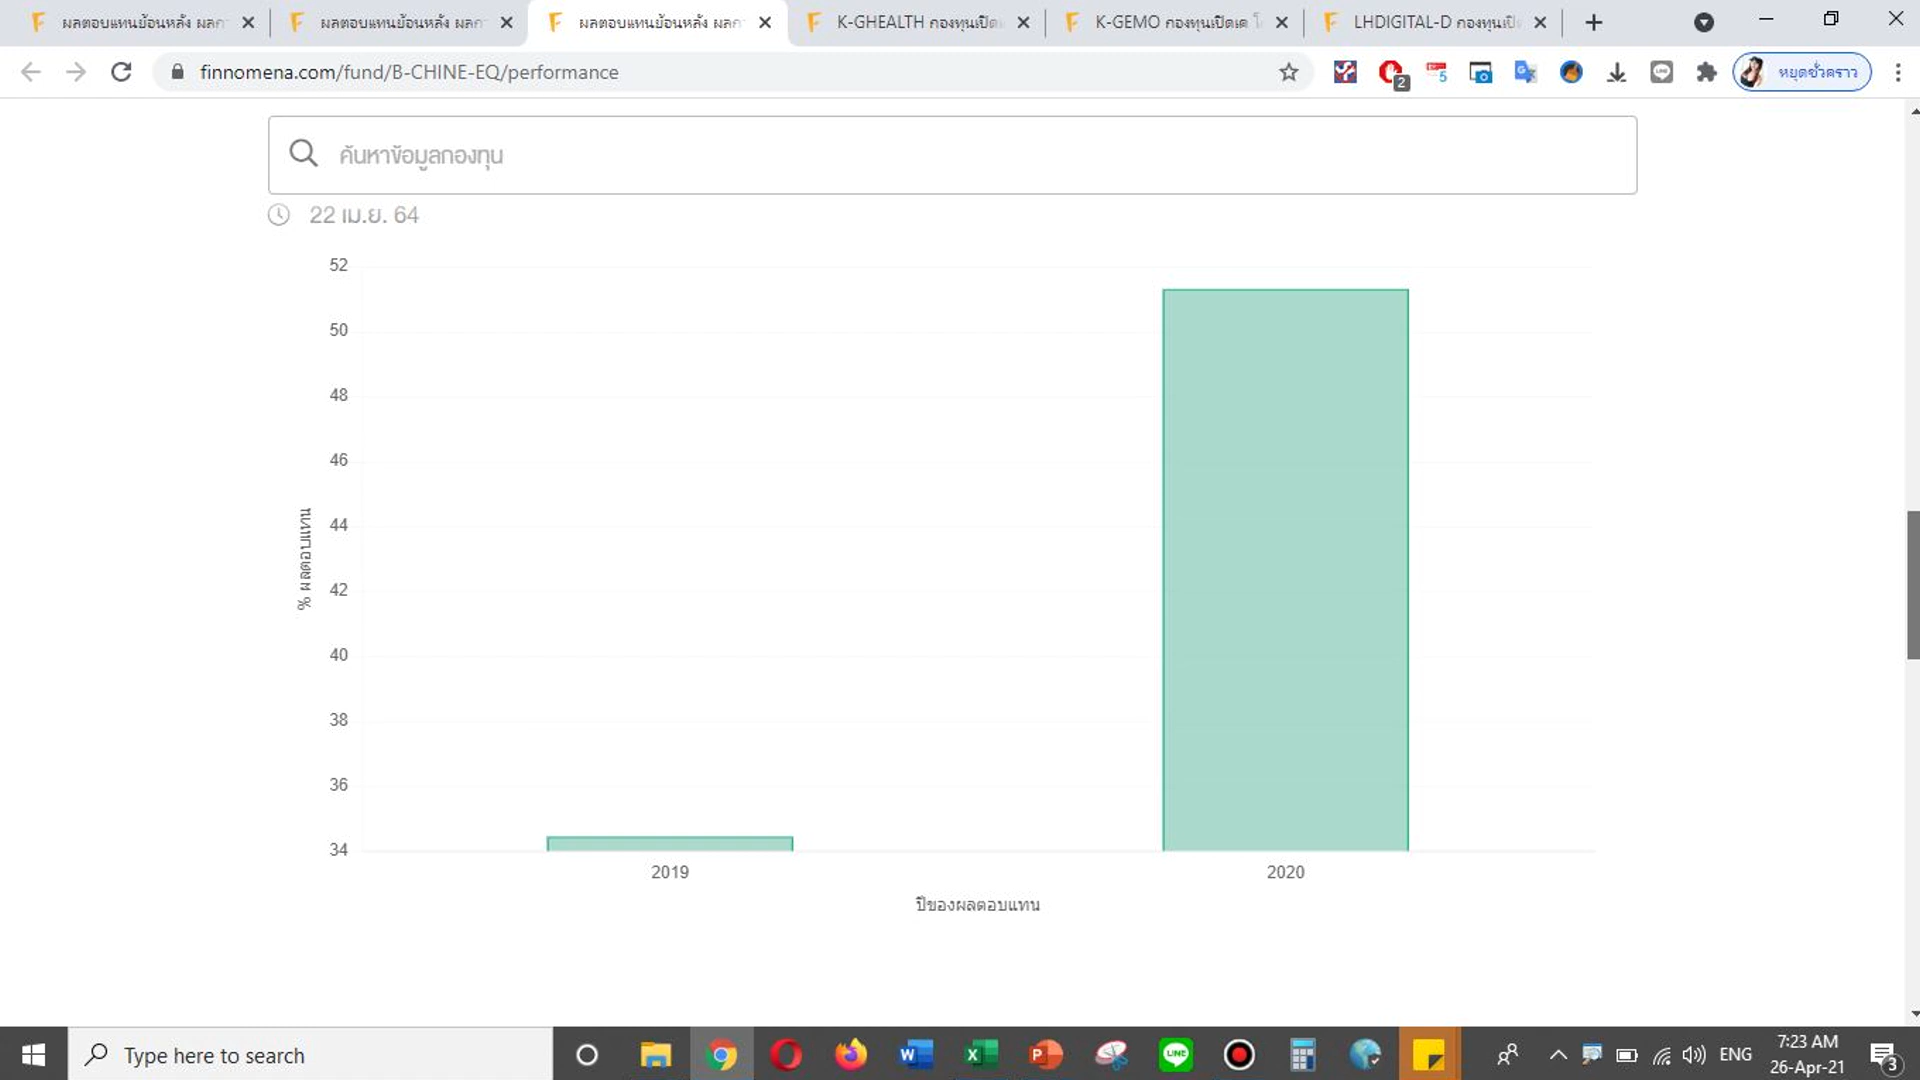 ผลตอบแทนย้อนหลัง ผลก
ผลตอบแทนย้อนหลัง ผลก
ผลตอบแทนย้อนหลัง ผลก
K-GHEALTH กองทุนเปิดเ
K-GEMO กองทุนเปิดเค โ
LHDIGITAL-D กองทุนเปิ
finnomena.com/fund/B-CHINE-EQ/performance
2
5
หยุดชั่วคราว
ค้นหาข้อมูลกองทุน
22 เม.ย. 64
52
50
48
46
44
42
40
38
36
34
% ผลตอบแทน
2019
2020
ปีของผลตอบแทน
Type here to search
LINE
ENG
7:23 AM
26-Apr-21
3